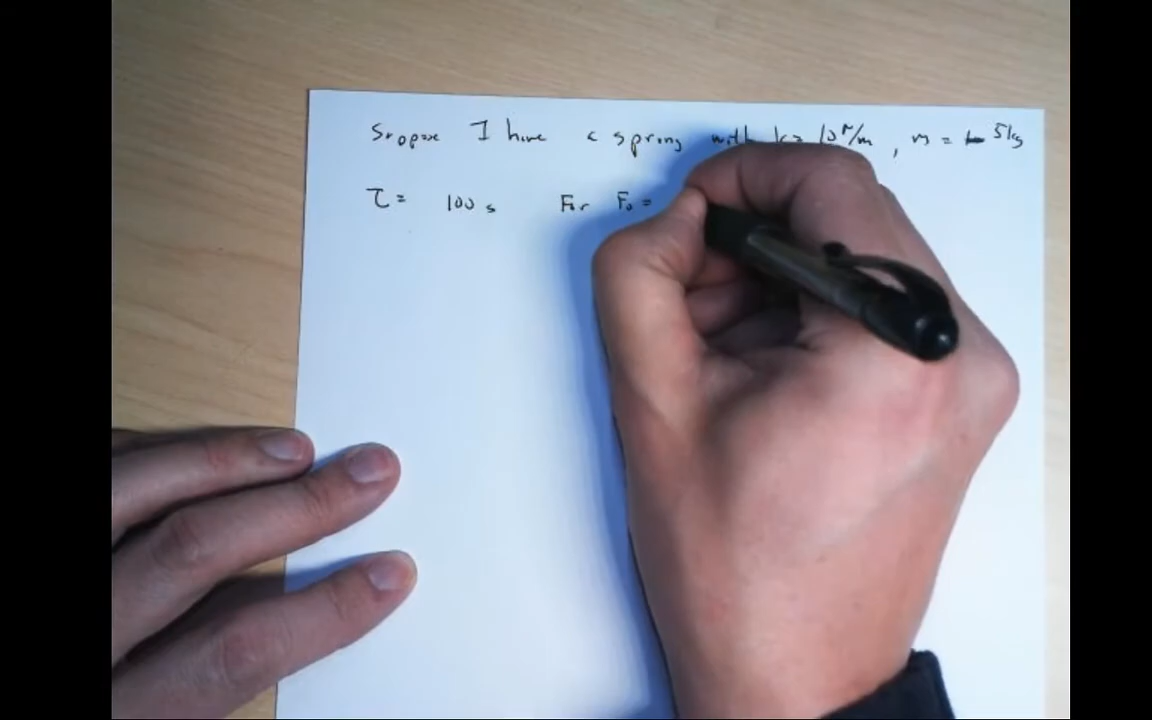 Suppose I have a spring with k = 10 N/m, m = 5 kg
τ = 100 s For F₀ =